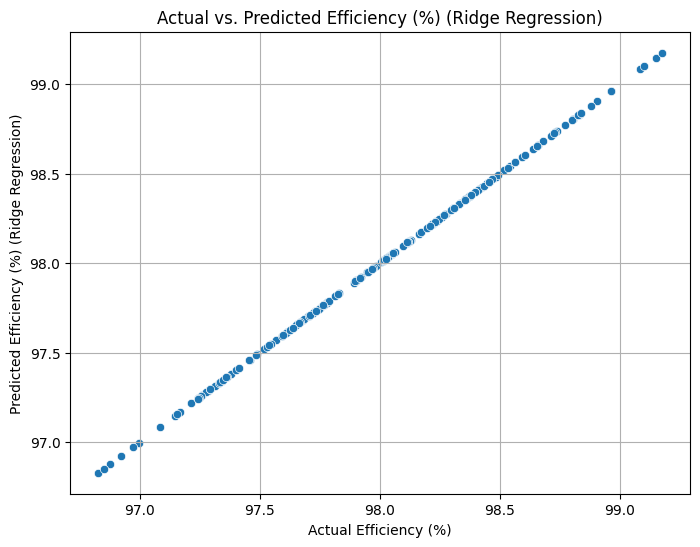 Actual vs. Predicted Efficiency (%) (Ridge Regression)
Predicted Efficiency (%) (Ridge Regression)
99.0
98.5
98.0
97.5
97.0
97.0 97.5 98.0 98.5 99.0
Actual Efficiency (%)